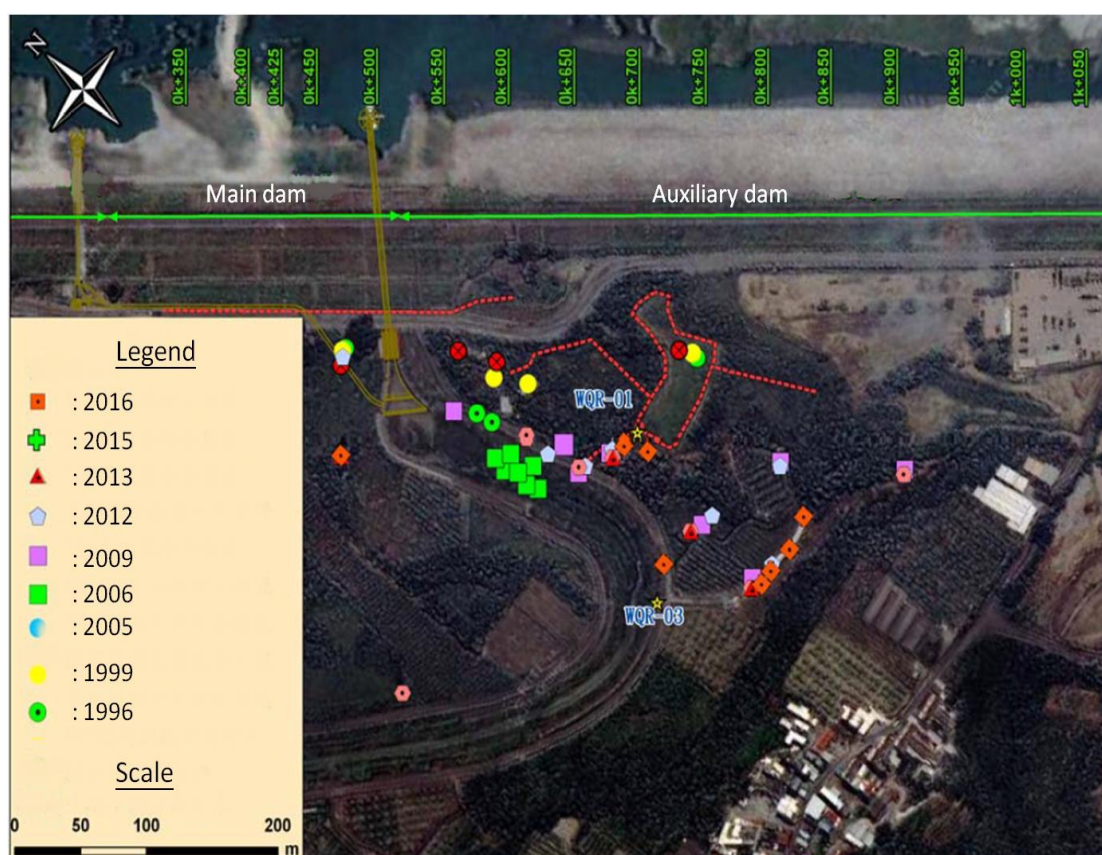 N
0k+350
0k+400
0k+425
0k+450
0k+500
0k+550
0k+600
0k+650
0k+700
0k+750
0k+800
0k+850
0k+900
0k+950
1k+000
1k+050
Main dam
Auxiliary dam
Legend
: 2016
: 2015
: 2013
: 2012
: 2009
: 2006
: 2005
: 1999
: 1996
WQR-01
WQR-03
Scale
0 50 100 200
m